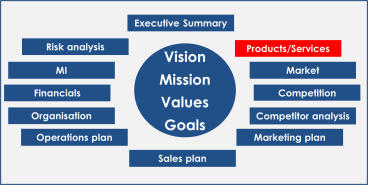 Executive Summary
Risk analysis
Products/Services
Vision
MI
Market
Mission
Financials
Competition
Values
Organisation
Competitor analysis
Goals
Operations plan
Marketing plan
Sales plan